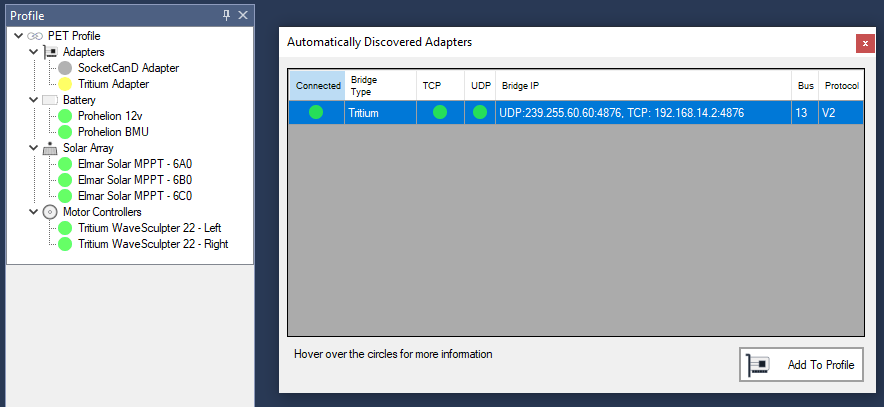 Profile
PET Profile
Adapters
SocketCanD Adapter
Tritium Adapter
Battery
Prohelion 12v
Prohelion BMU
Solar Array
Elmar Solar MPPT - 6A0
Elmar Solar MPPT - 6B0
Elmar Solar MPPT - 6C0
Motor Controllers
Tritium WaveSculpter 22 - Left
Tritium WaveSculpter 22 - Right
Automatically Discovered Adapters
x
Connected Bridge Type TCP UDP Bridge IP Bus Protocol
Tritium UDP:239.255.60.60:4876, TCP: 192.168.14.2:4876 13 V2
Hover over the circles for more information
Add To Profile